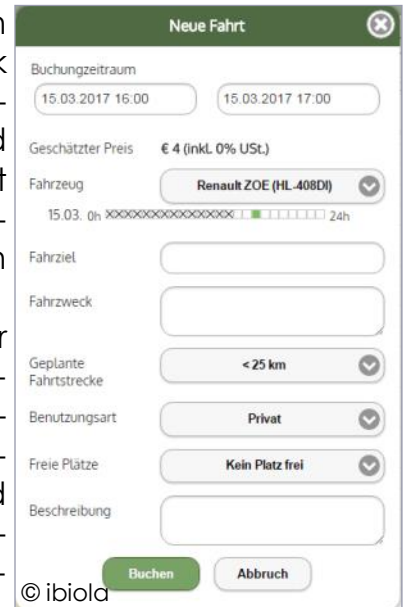 Neue Fahrt
Buchungzeitraum
15.03.2017 16:00 15.03.2017 17:00
Geschätzter Preis € 4 (inkl. 0% USt.)
Fahrzeug Renault ZOE (HL-408DI)
15.03. 0h XXXXXXXXXXXXXXXX 24h
Fahrziel
Fahrzweck
Geplante Fahrtstrecke < 25 km
Benutzungsart Privat
Freie Plätze Kein Platz frei
Beschreibung
Buchen Abbruch
© ibiola